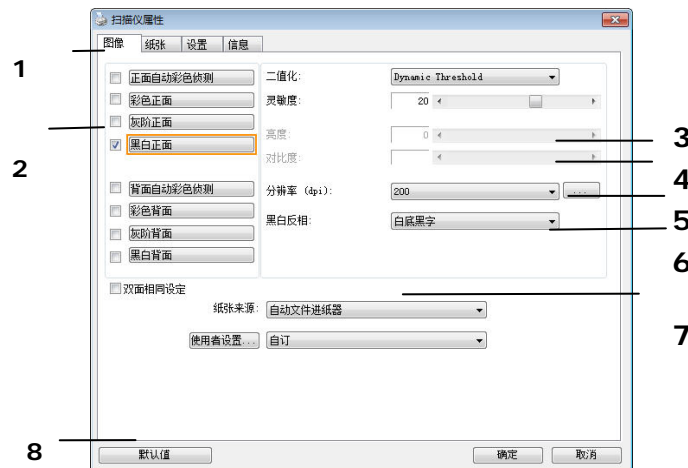 扫描仪属性
图像 纸张 设置 信息
1
正面自动彩色侦测
彩色正面
灰阶正面
黑白正面
2
背面自动彩色侦测
彩色背面
灰阶背面
黑白背面
二值化: Dynamic Threshold
灵敏度: 20
亮度: 0
3
对比度:
4
分辨率 (dpi): 200 ...
5
黑白反相: 白底黑字
6
双面相同设定
纸张来源: 自动文件进纸器
7
使用者设置... 自订
8
默认值 确定 取消